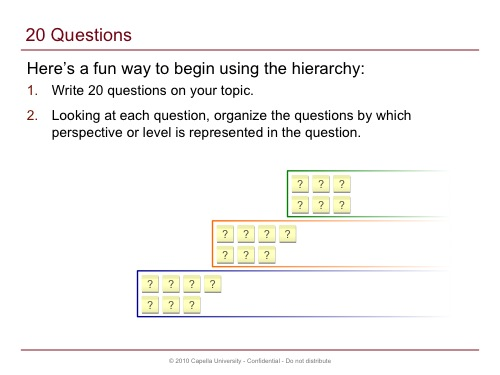 20 Questions
Here's a fun way to begin using the hierarchy:
1. Write 20 questions on your topic.
2. Looking at each question, organize the questions by which
perspective or level is represented in the question.
? ? ?
? ? ?
? ? ? ?
? ? ?
? ? ? ?
? ? ?
© 2010 Capella University - Confidential - Do not distribute